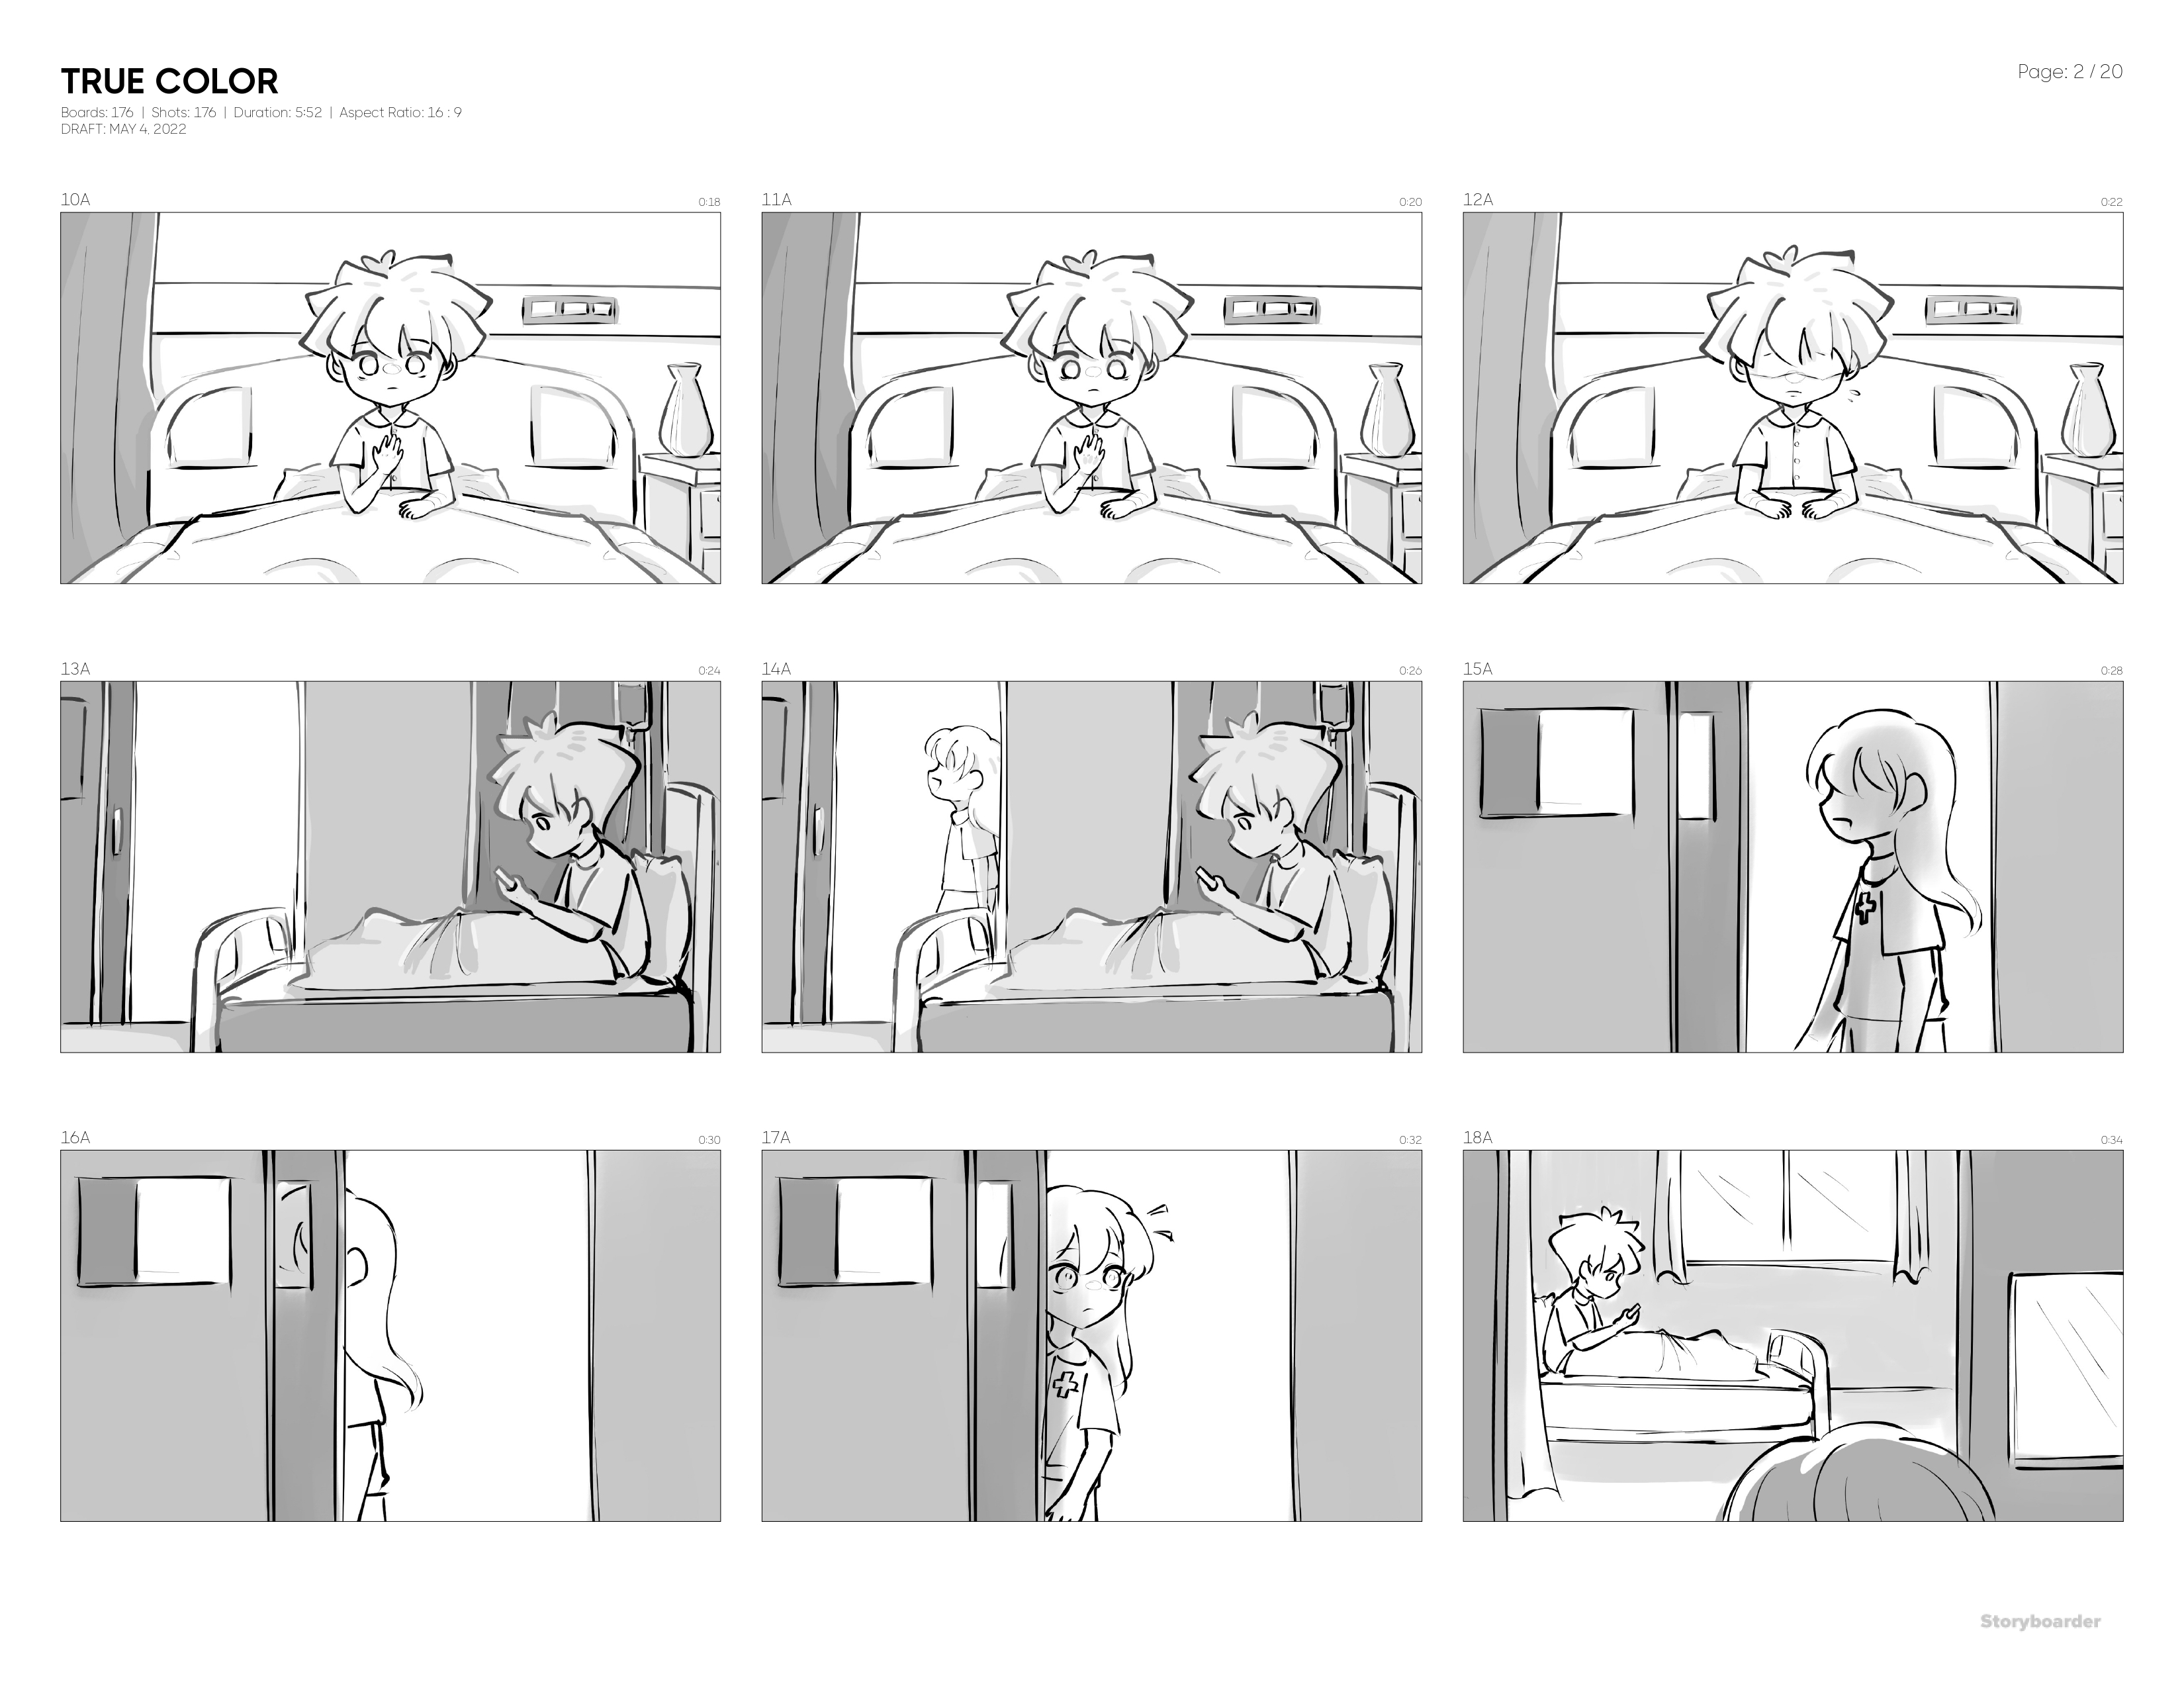 TRUE COLOR
Page: 2 / 20
Boards: 176 | Shots: 176 | Duration: 5:52 | Aspect Ratio: 16 : 9
DRAFT: MAY 4, 2022
10A 0:18
11A 0:20
12A 0:22
13A 0:24
14A 0:26
15A 0:28
16A 0:30
17A 0:32
18A 0:34
Storyboarder